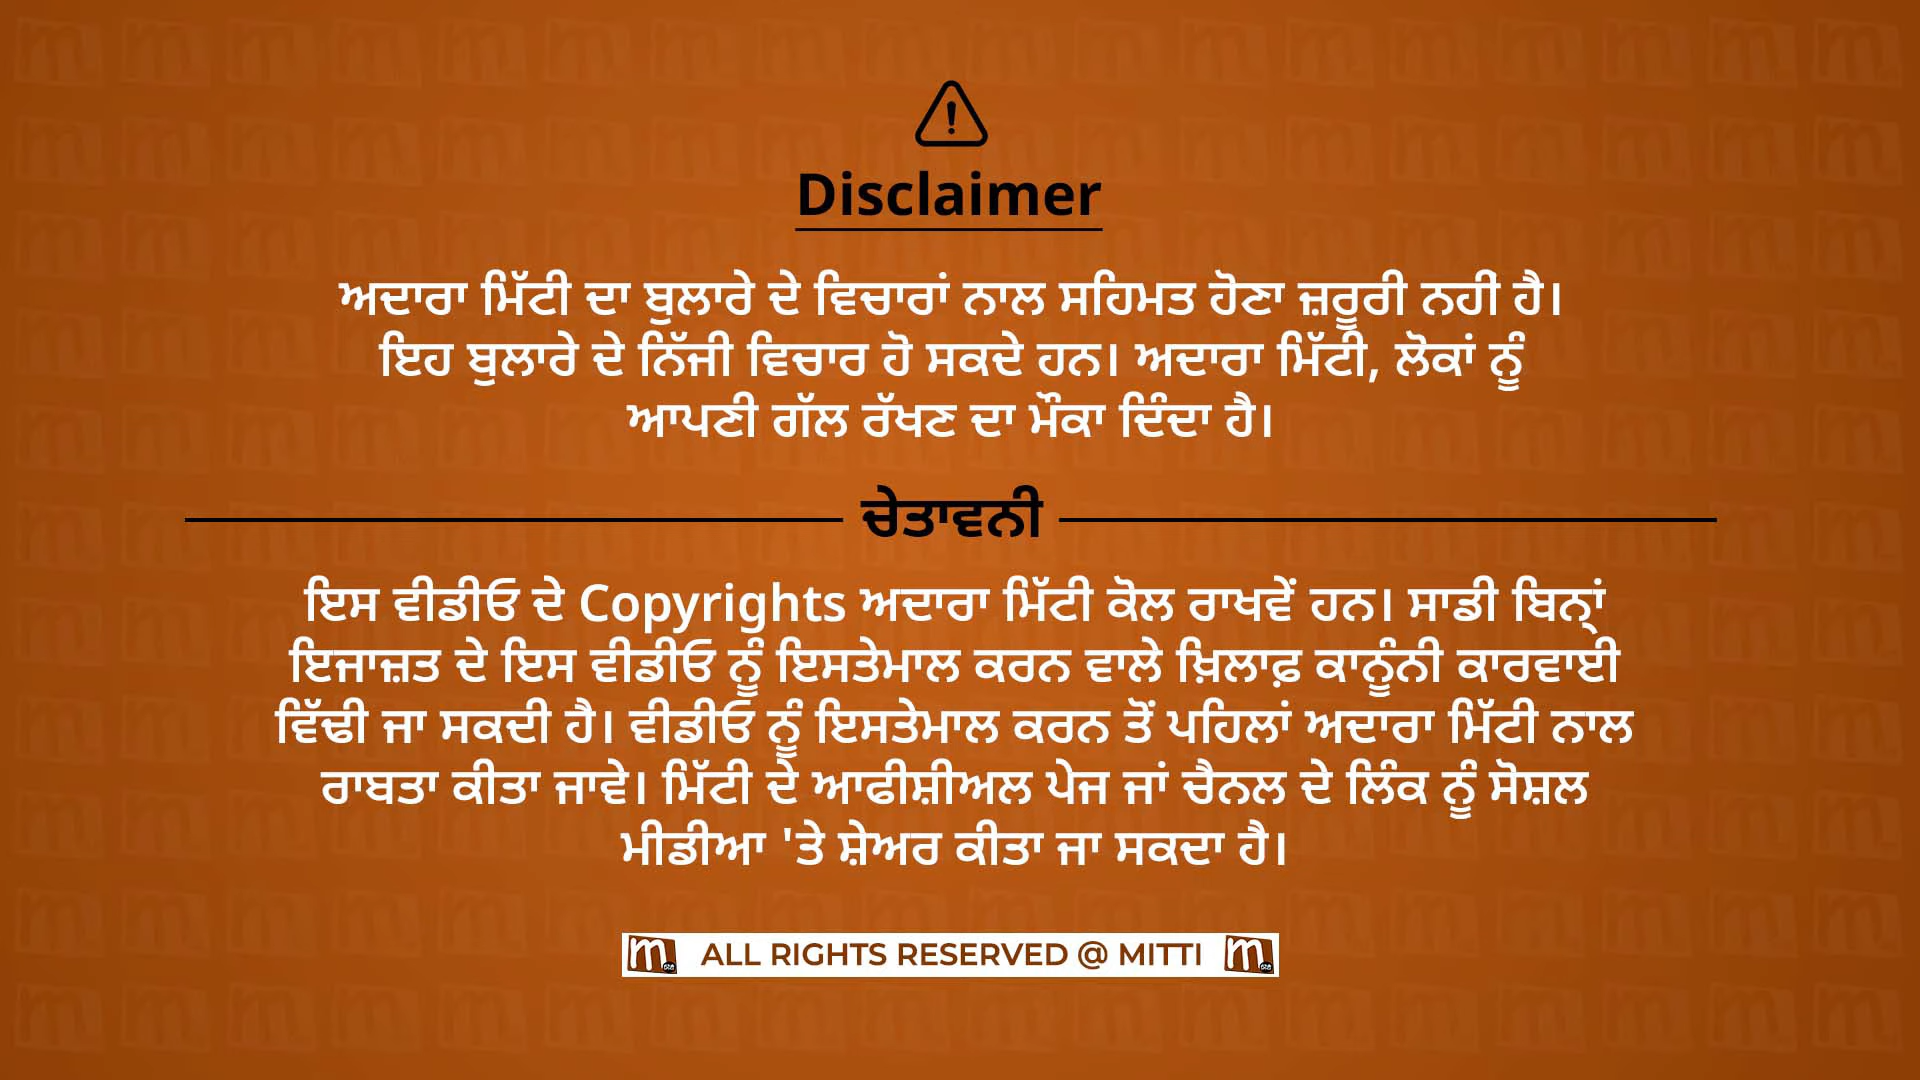 Disclaimer
ਅਦਾਰਾ ਮਿੱਟੀ ਦਾ ਬੁਲਾਰੇ ਦੇ ਵਿਚਾਰਾਂ ਨਾਲ ਸਹਿਮਤ ਹੋਣਾ ਜ਼ਰੂਰੀ ਨਹੀਂ ਹੈ।
ਇਹ ਬੁਲਾਰੇ ਦੇ ਨਿੱਜੀ ਵਿਚਾਰ ਹੋ ਸਕਦੇ ਹਨ। ਅਦਾਰਾ ਮਿੱਟੀ, ਲੋਕਾਂ ਨੂੰ
ਆਪਣੀ ਗੱਲ ਰੱਖਣ ਦਾ ਮੌਕਾ ਦਿੰਦਾ ਹੈ।
ਚੇਤਾਵਨੀ
ਇਸ ਵੀਡੀਓ ਦੇ Copyrights ਅਦਾਰਾ ਮਿੱਟੀ ਕੋਲ ਰਾਖਵੇਂ ਹਨ। ਸਾਡੀ ਬਿਨ੍ਹਾਂ
ਇਜਾਜ਼ਤ ਦੇ ਇਸ ਵੀਡੀਓ ਨੂੰ ਇਸਤੇਮਾਲ ਕਰਨ ਵਾਲੇ ਖ਼ਿਲਾਫ਼ ਕਾਨੂੰਨੀ ਕਾਰਵਾਈ
ਵਿੱਢੀ ਜਾ ਸਕਦੀ ਹੈ। ਵੀਡੀਓ ਨੂੰ ਇਸਤੇਮਾਲ ਕਰਨ ਤੋਂ ਪਹਿਲਾਂ ਅਦਾਰਾ ਮਿੱਟੀ ਨਾਲ
ਰਾਬਤਾ ਕੀਤਾ ਜਾਵੇ। ਮਿੱਟੀ ਦੇ ਆਫੀਸ਼ੀਅਲ ਪੇਜ ਜਾਂ ਚੈਨਲ ਦੇ ਲਿੰਕ ਨੂੰ ਸੋਸ਼ਲ
ਮੀਡੀਆ 'ਤੇ ਸ਼ੇਅਰ ਕੀਤਾ ਜਾ ਸਕਦਾ ਹੈ।
m ALL RIGHTS RESERVED @ MITTI m